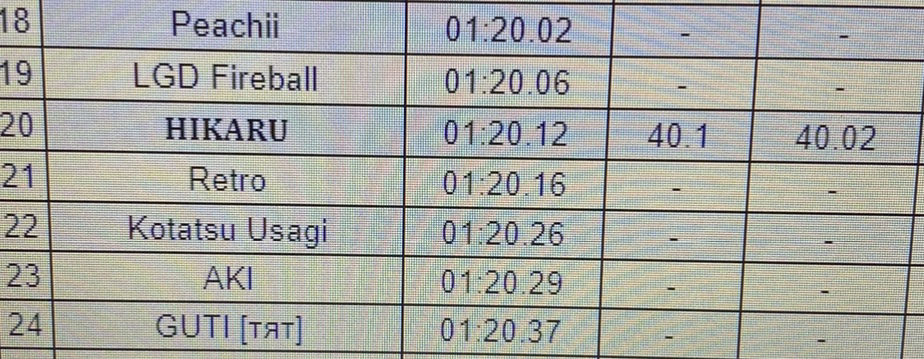 18 Peachii 01:20.02 - -
19 LGD Fireball 01:20.06 - -
20 HIKARU 01:20.12 40.1 40.02
21 Retro 01:20.16 - -
22 Kotatsu Usagi 01:20.26 - -
23 AKI 01:20.29 - -
24 GUTI [тят] 01:20.37 - -